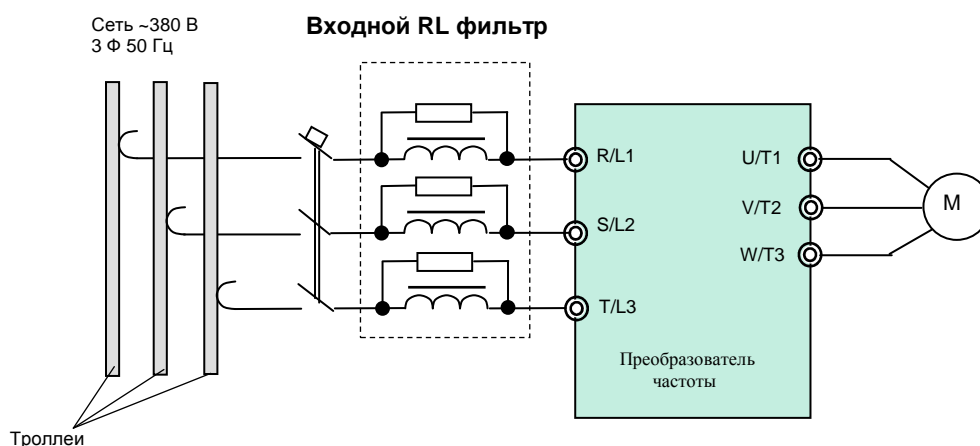 Сеть ~380 В
3 Ф 50 Гц
Входной RL фильтр
R/L1
U/T1
V/T2
M
S/L2
W/T3
T/L3
Преобразователь
частоты
Троллеи